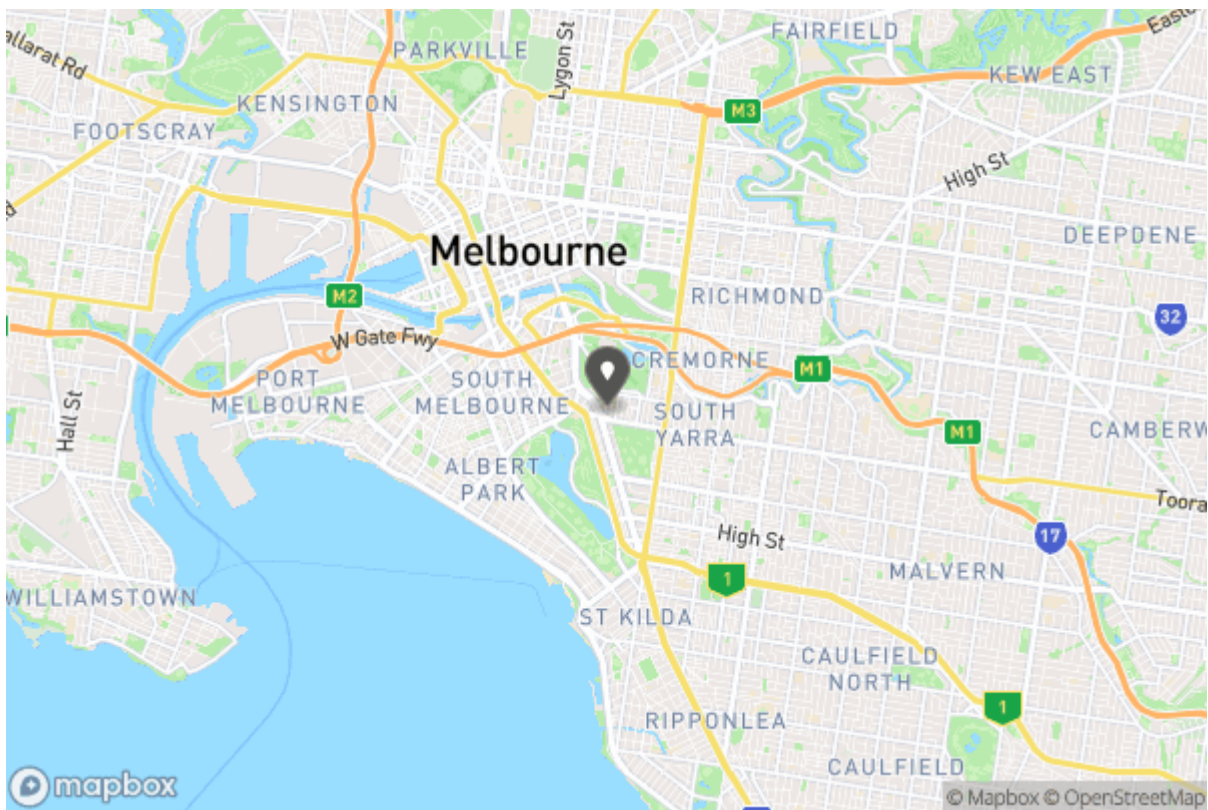 FAIRFIELD
Easte
PARKVILLE
Lygon St
allarat Rd
KEW EAST
KENSINGTON
M3
FOOTSCRAY
High St
Melbourne
DEEPDENE
RICHMOND
M2
32
W Gate Fwy
CREMORNE
M1
PORT
MELBOURNE
SOUTH
MELBOURNE
SOUTH
YARRA
Hall St
M1
CAMBERW
ALBERT
PARK
Toora
High St
17
1
MALVERN
WILLIAMSTOWN
ST KILDA
CAULFIELD
NORTH
1
RIPPONLEA
CAULFIELD
mapbox
© Mapbox © OpenStreetMap